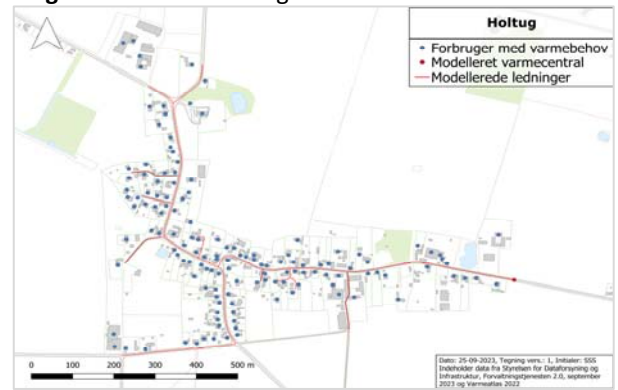 Holtug
Forbruger med varmebehov
Modelleret varmecentral
Modellerede ledninger
0 100 200 300 400 500 m
Dato: 25-09-2023, Tegning vers.: 1, Initialer: SSS
Indeholder data fra Styrelsen for Dataforsyning og
Infrastruktur, Forvaltningstjenesten 2.0, september
2023 og Varmeatlas 2022